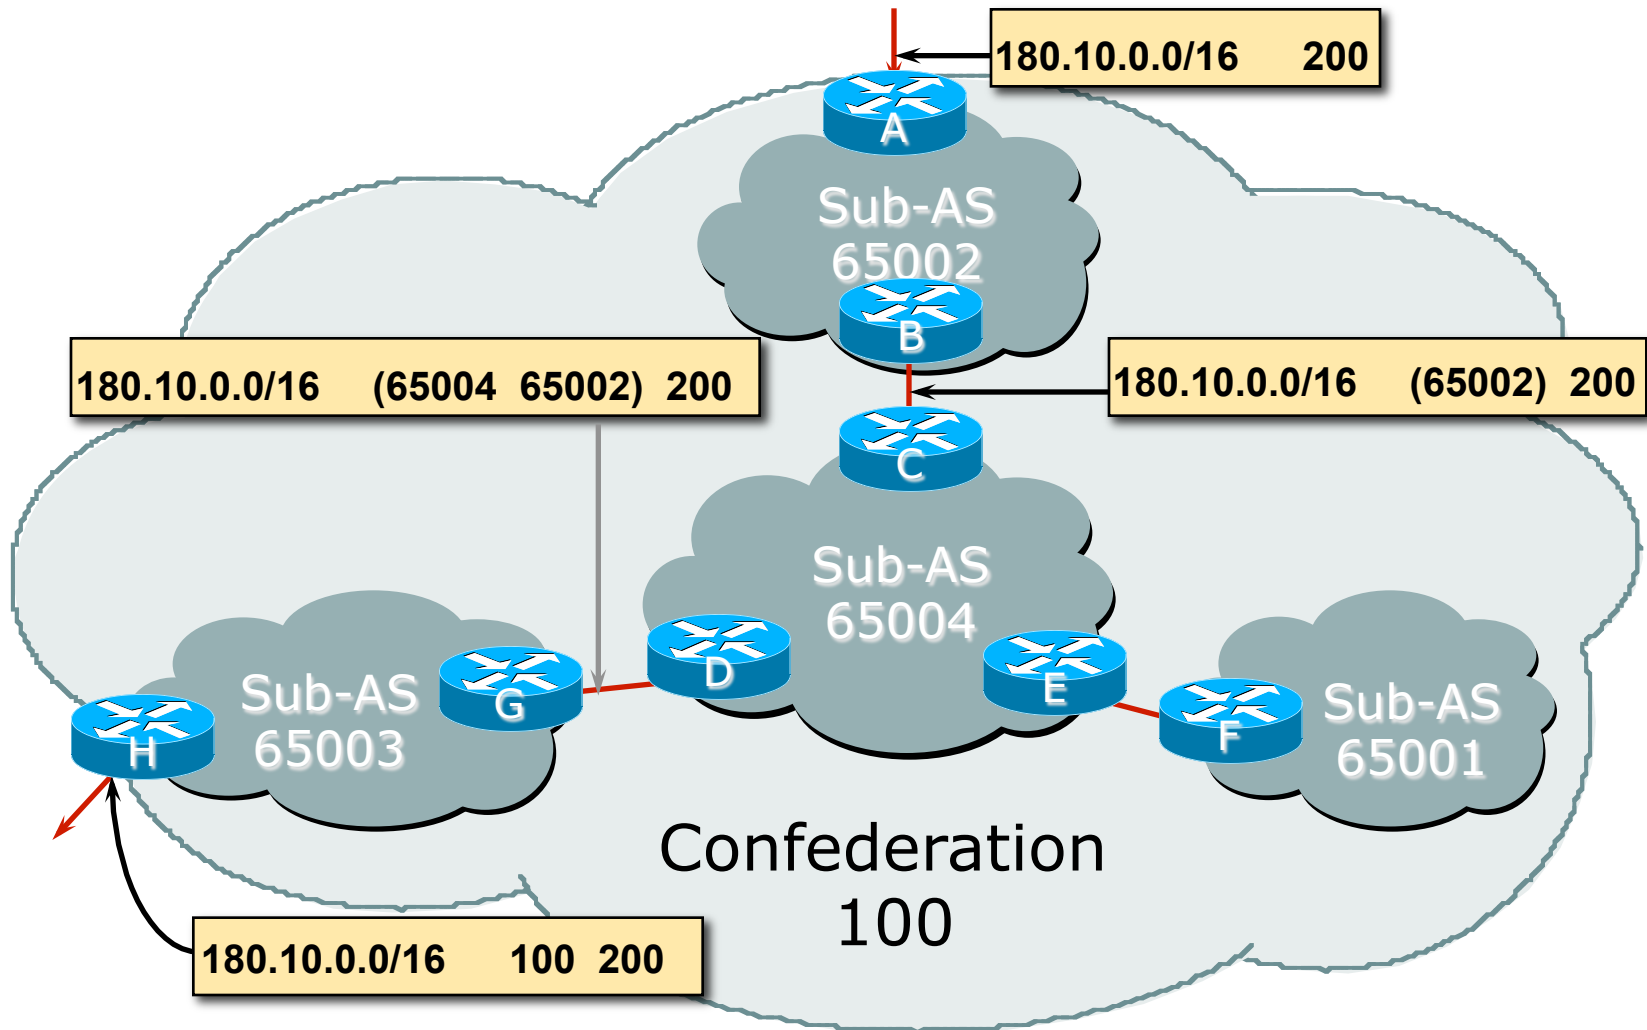 180.10.0.0/16 200
A
Sub-AS
65002
B
180.10.0.0/16 (65004 65002) 200
180.10.0.0/16 (65002) 200
C
Sub-AS
65004
D
E
Sub-AS
65003
G
H
F
Sub-AS
65001
Confederation
100
180.10.0.0/16 100 200